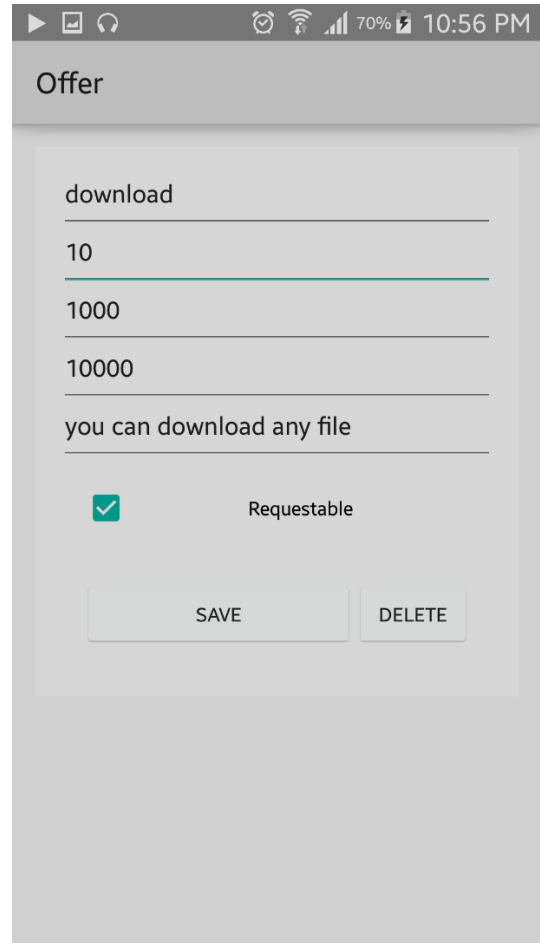 70% 10:56 PM
Offer
download
10
1000
10000
you can download any file
Requestable
SAVE DELETE